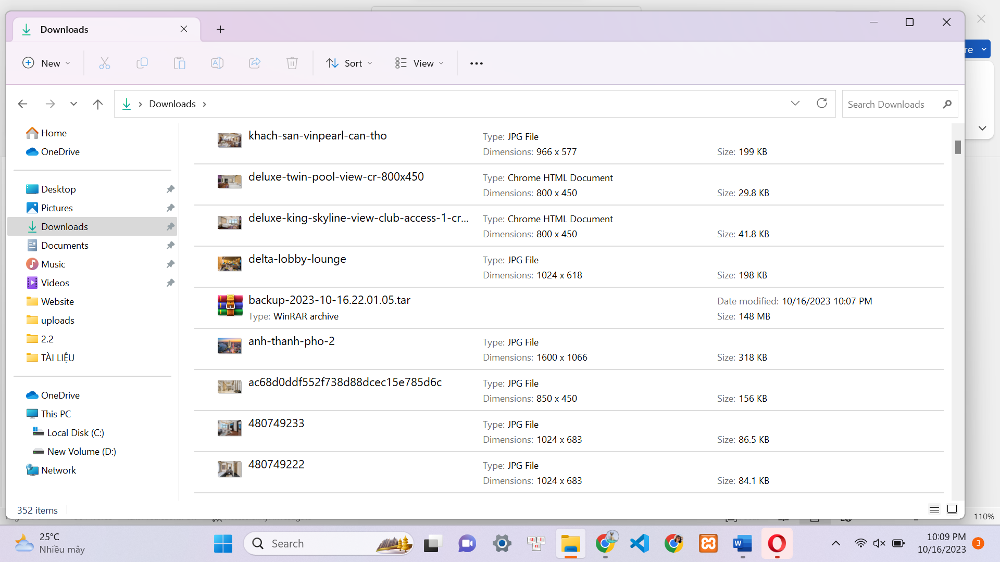 Downloads
New
Sort
View
re
Downloads
Search Downloads
Home
OneDrive
Desktop
Pictures
Downloads
Documents
Music
Videos
Website
uploads
2.2
TÀI LIỆU
OneDrive
This PC
Local Disk (C:)
New Volume (D:)
Network
khach-san-vinpearl-can-tho
Type: JPG File
Dimensions: 966 x 577
Size: 199 KB
deluxe-twin-pool-view-cr-800x450
Type: Chrome HTML Document
Dimensions: 800 x 450
Size: 29.8 KB
deluxe-king-skyline-view-club-access-1-cr...
Type: Chrome HTML Document
Dimensions: 800 x 450
Size: 41.8 KB
delta-lobby-lounge
Type: JPG File
Dimensions: 1024 x 618
Size: 198 KB
backup-2023-10-16.22.01.05.tar
Type: WinRAR archive
Date modified: 10/16/2023 10:07 PM
Size: 148 MB
anh-thanh-pho-2
Type: JPG File
Dimensions: 1600 x 1066
Size: 318 KB
ac68d0ddf552f738d88dcec15e785d6c
Type: JPG File
Dimensions: 850 x 450
Size: 156 KB
480749233
Type: JPG File
Dimensions: 1024 x 683
Size: 86.5 KB
480749222
Type: JPG File
Dimensions: 1024 x 683
Size: 84.1 KB
352 items
110%
25°C
Nhiều mây
Search
10:09 PM
10/16/2023
3